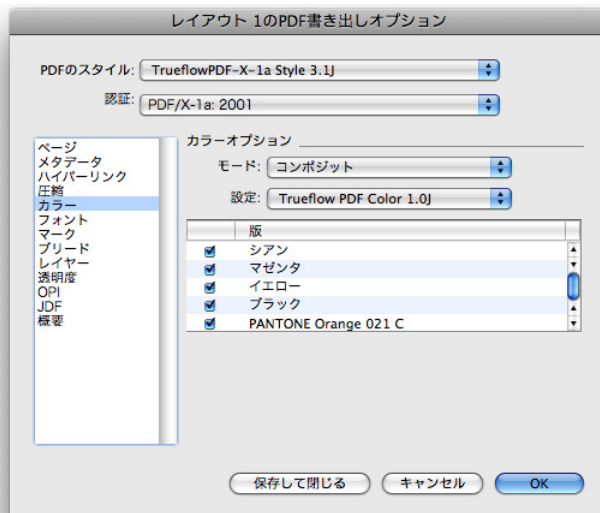 レイアウト 1のPDF書き出しオプション
PDFのスタイル: TrueflowPDF-X-1a Style 3.1J
認証: PDF/X-1a: 2001
ページ
メタデータ
ハイパーリンク
圧縮
カラー
フォント
マーク
ブリード
レイヤー
透明度
OPI
JDF
概要
カラーオプション
モード: コンポジット
設定: Trueflow PDF Color 1.0J
版
シアン
マゼンタ
イエロー
ブラック
PANTONE Orange 021 C
保存して閉じる キャンセル OK